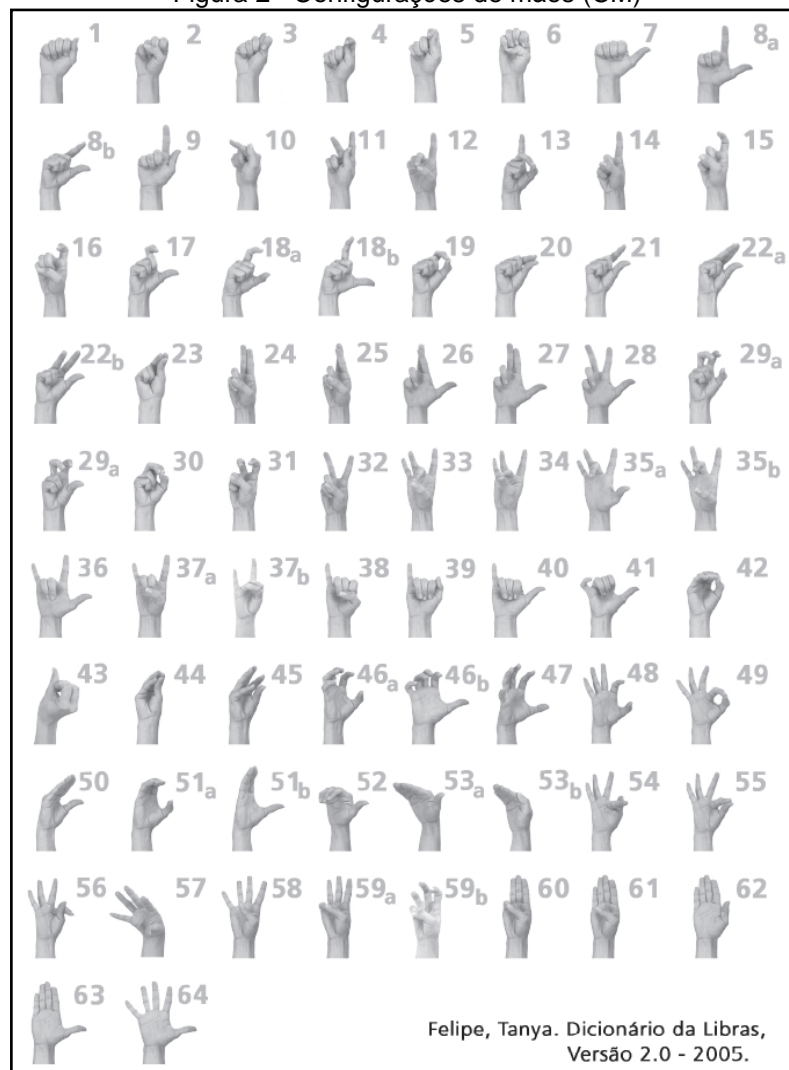 Figura 2 - Configurações de mãos (CM)
1 2 3 4 5 6 7 8a
8b 9 10 11 12 13 14 15
16 17 18a 18b 19 20 21 22a
22b 23 24 25 26 27 28 29a
29a 30 31 32 33 34 35a 35b
36 37a 37b 38 39 40 41 42
43 44 45 46a 46b 47 48 49
50 51a 51b 52 53a 53b 54 55
56 57 58 59a 59b 60 61 62
63 64
Felipe, Tanya. Dicionário da Libras,
Versão 2.0 - 2005.